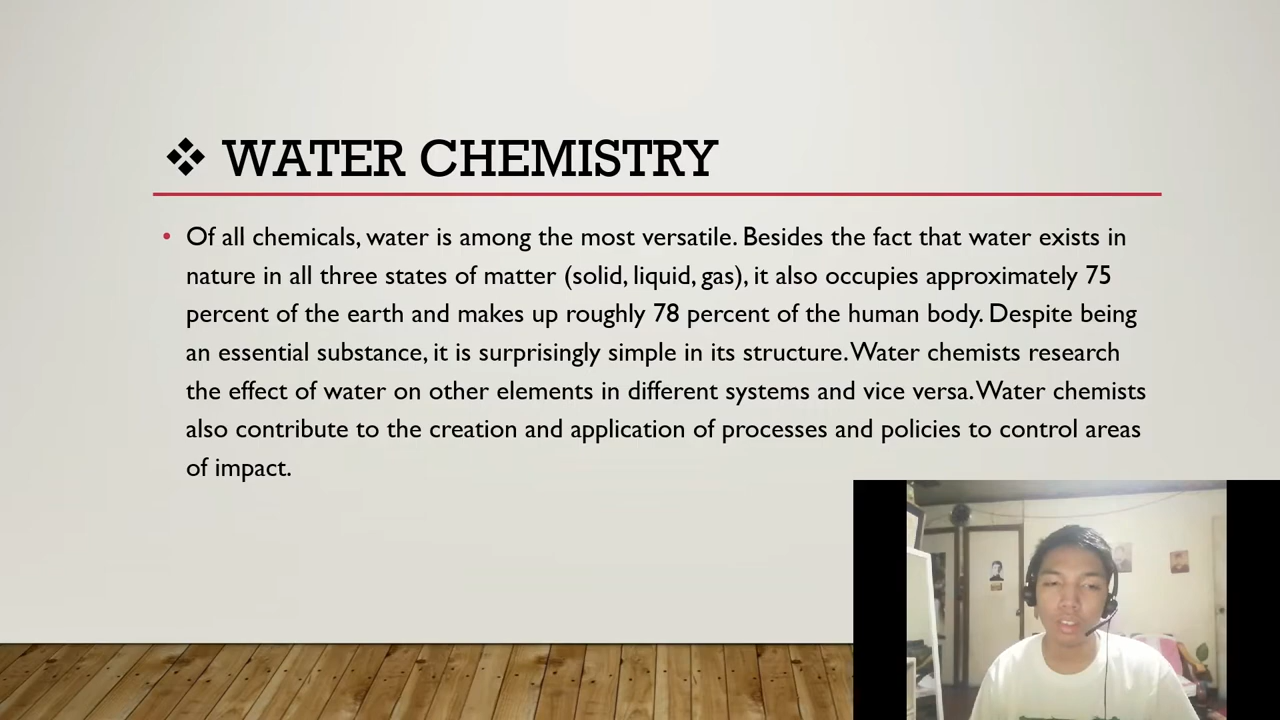 ❖ WATER CHEMISTRY
• Of all chemicals, water is among the most versatile. Besides the fact that water exists in
nature in all three states of matter (solid, liquid, gas), it also occupies approximately 75
percent of the earth and makes up roughly 78 percent of the human body. Despite being
an essential substance, it is surprisingly simple in its structure. Water chemists research
the effect of water on other elements in different systems and vice versa. Water chemists
also contribute to the creation and application of processes and policies to control areas
of impact.